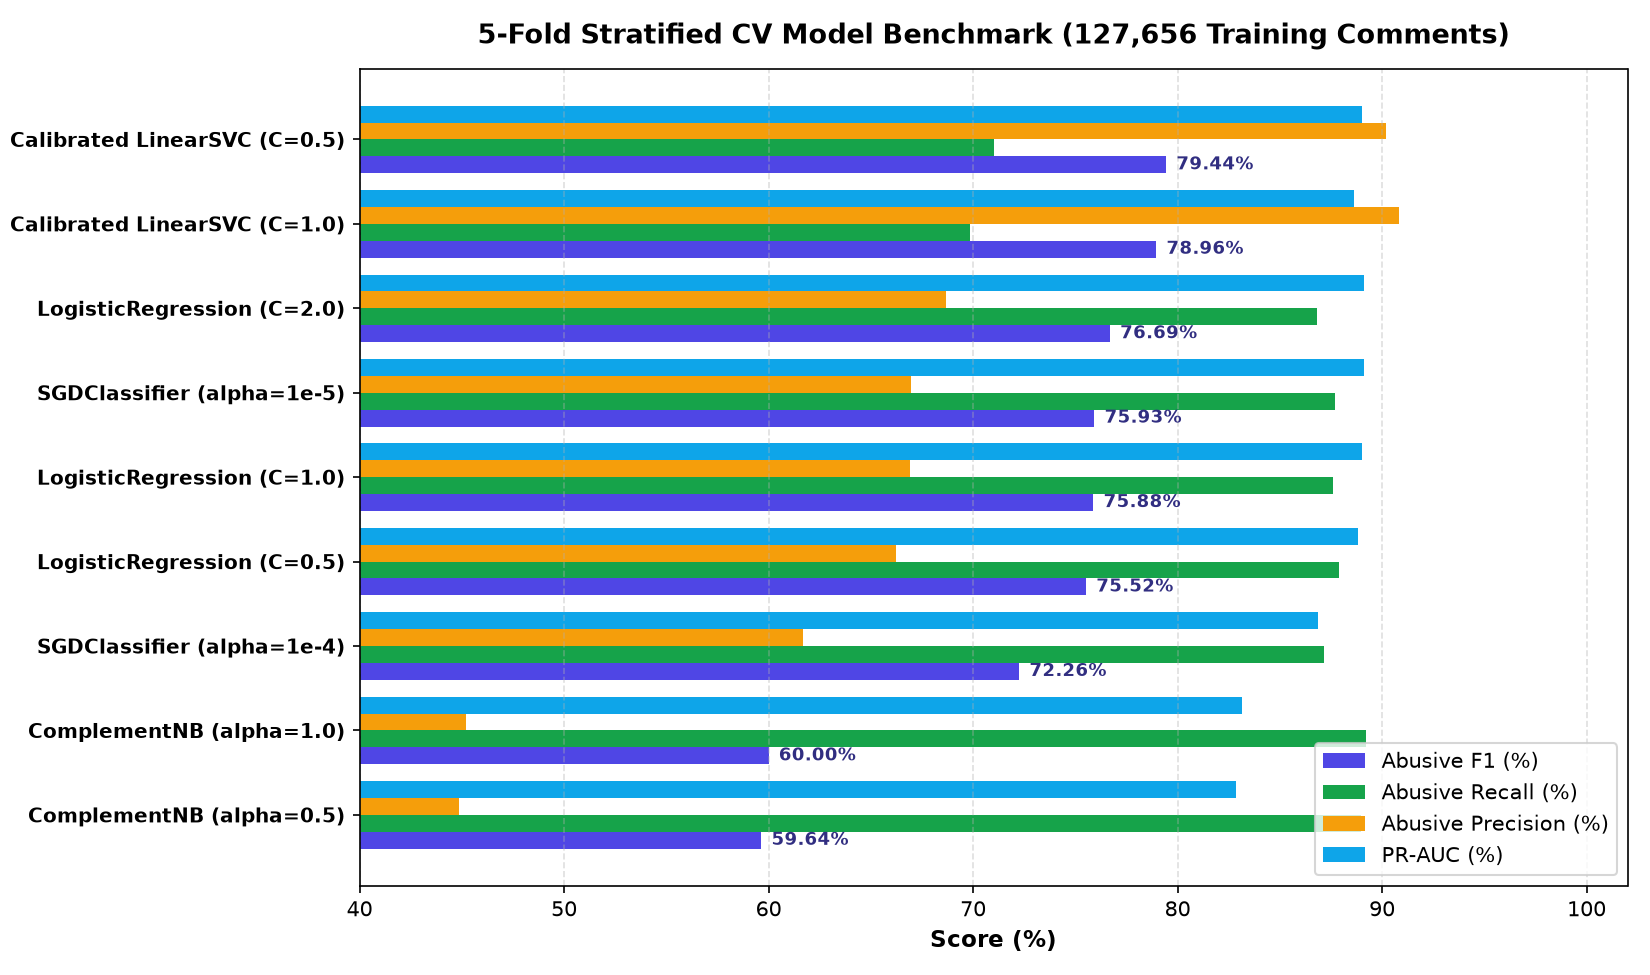 5-Fold Stratified CV Model Benchmark (127,656 Training Comments)
Calibrated LinearSVC (C=0.5)
79.44%
Calibrated LinearSVC (C=1.0)
78.96%
LogisticRegression (C=2.0)
76.69%
SGDClassifier (alpha=1e-5)
75.93%
LogisticRegression (C=1.0)
75.88%
LogisticRegression (C=0.5)
75.52%
SGDClassifier (alpha=1e-4)
72.26%
ComplementNB (alpha=1.0)
60.00%
ComplementNB (alpha=0.5)
59.64%
Abusive F1 (%)
Abusive Recall (%)
Abusive Precision (%)
PR-AUC (%)
40 50 60 70 80 90 100
Score (%)